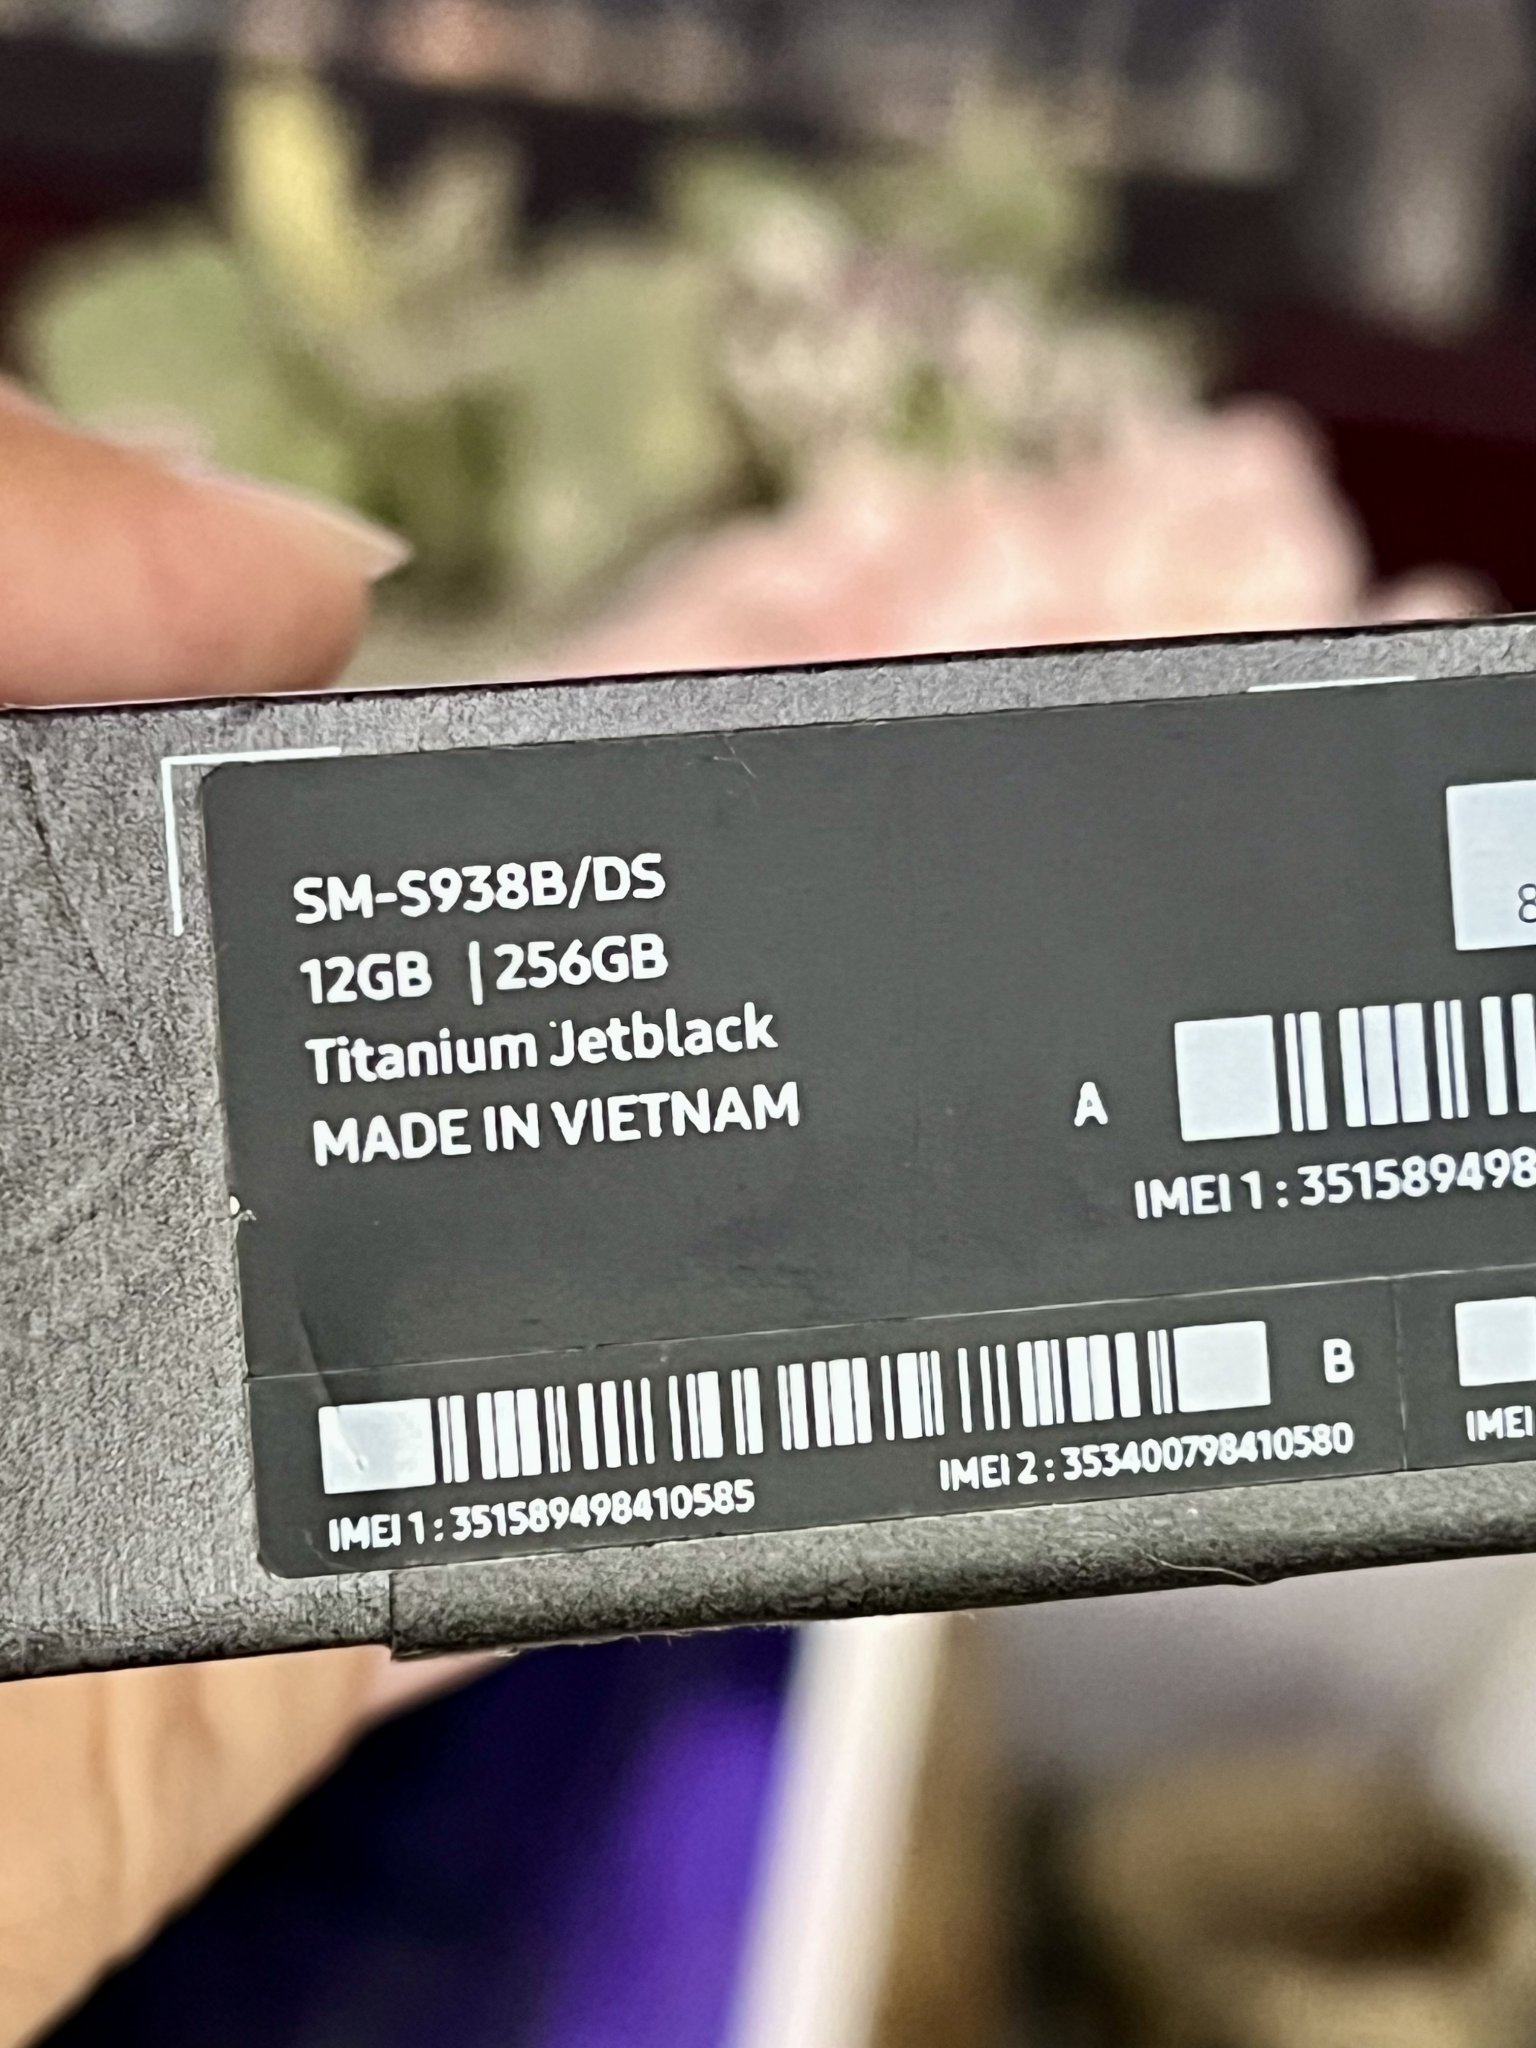 SM-S938B/DS
12GB | 256GB
Titanium Jetblack
MADE IN VIETNAM
8
A
IMEI 1 : 351589498
B
IMEI 1 : 351589498410585
IMEI 2 : 353400798410580
IMEI